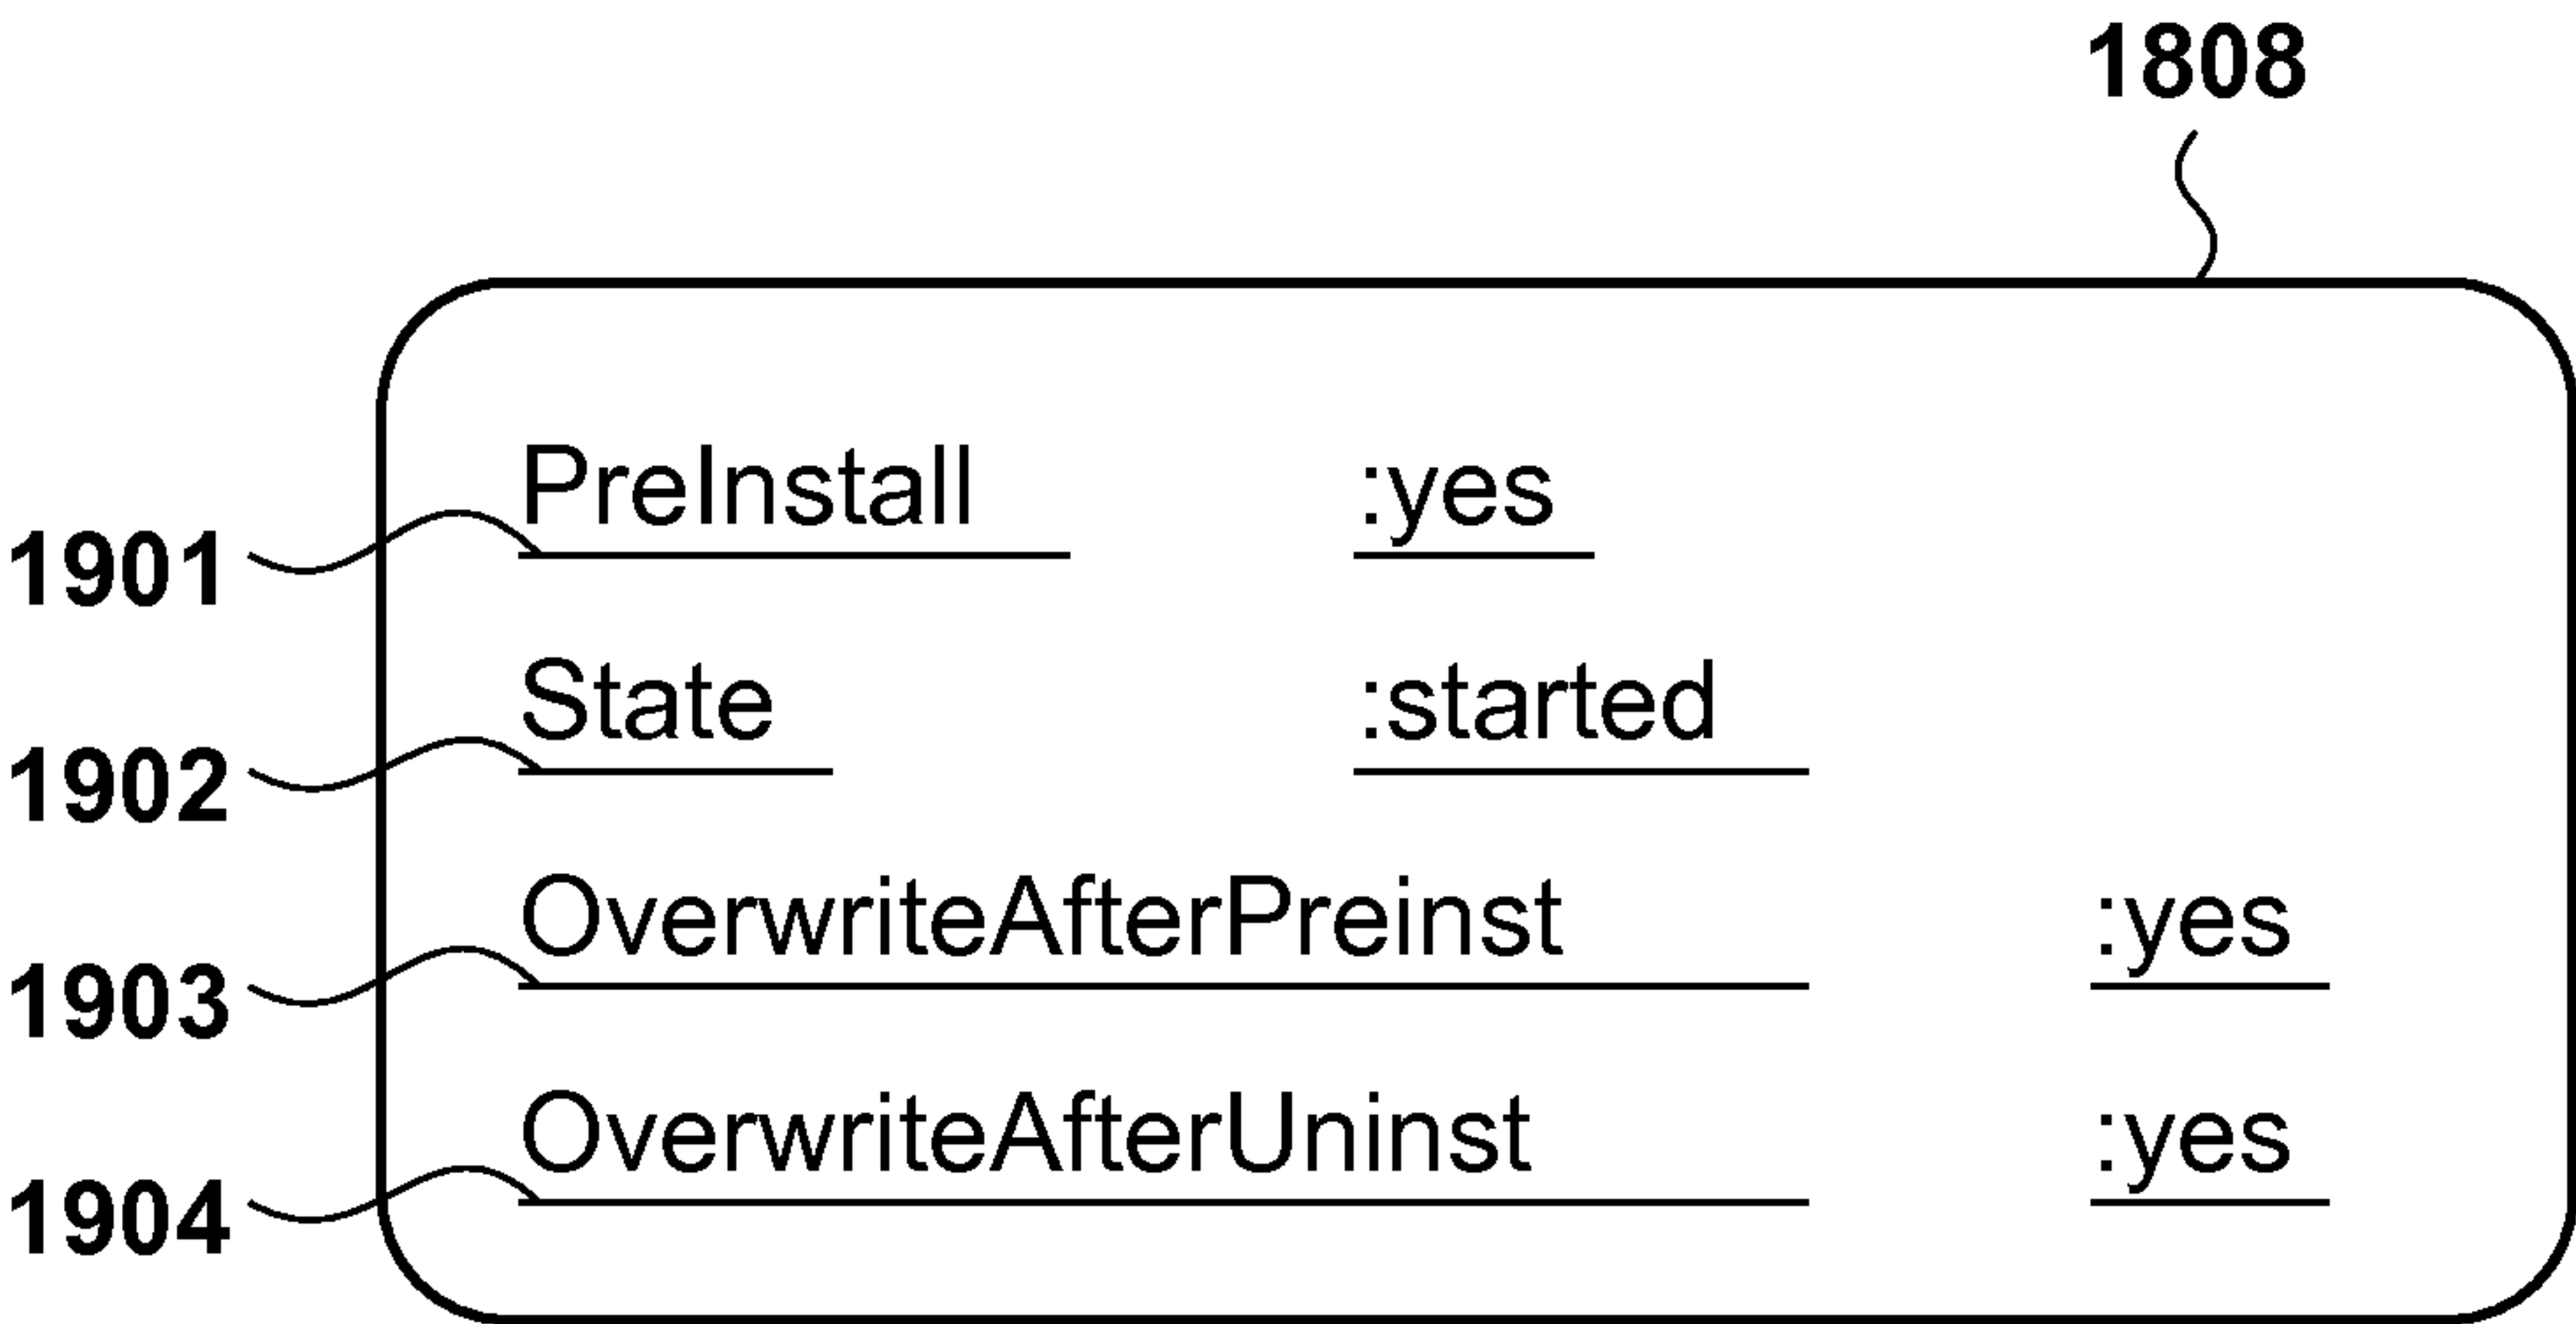 1808
1901 PreInstall :yes
1902 State :started
1903 OverwriteAfterPreinst :yes
1904 OverwriteAfterUninst :yes